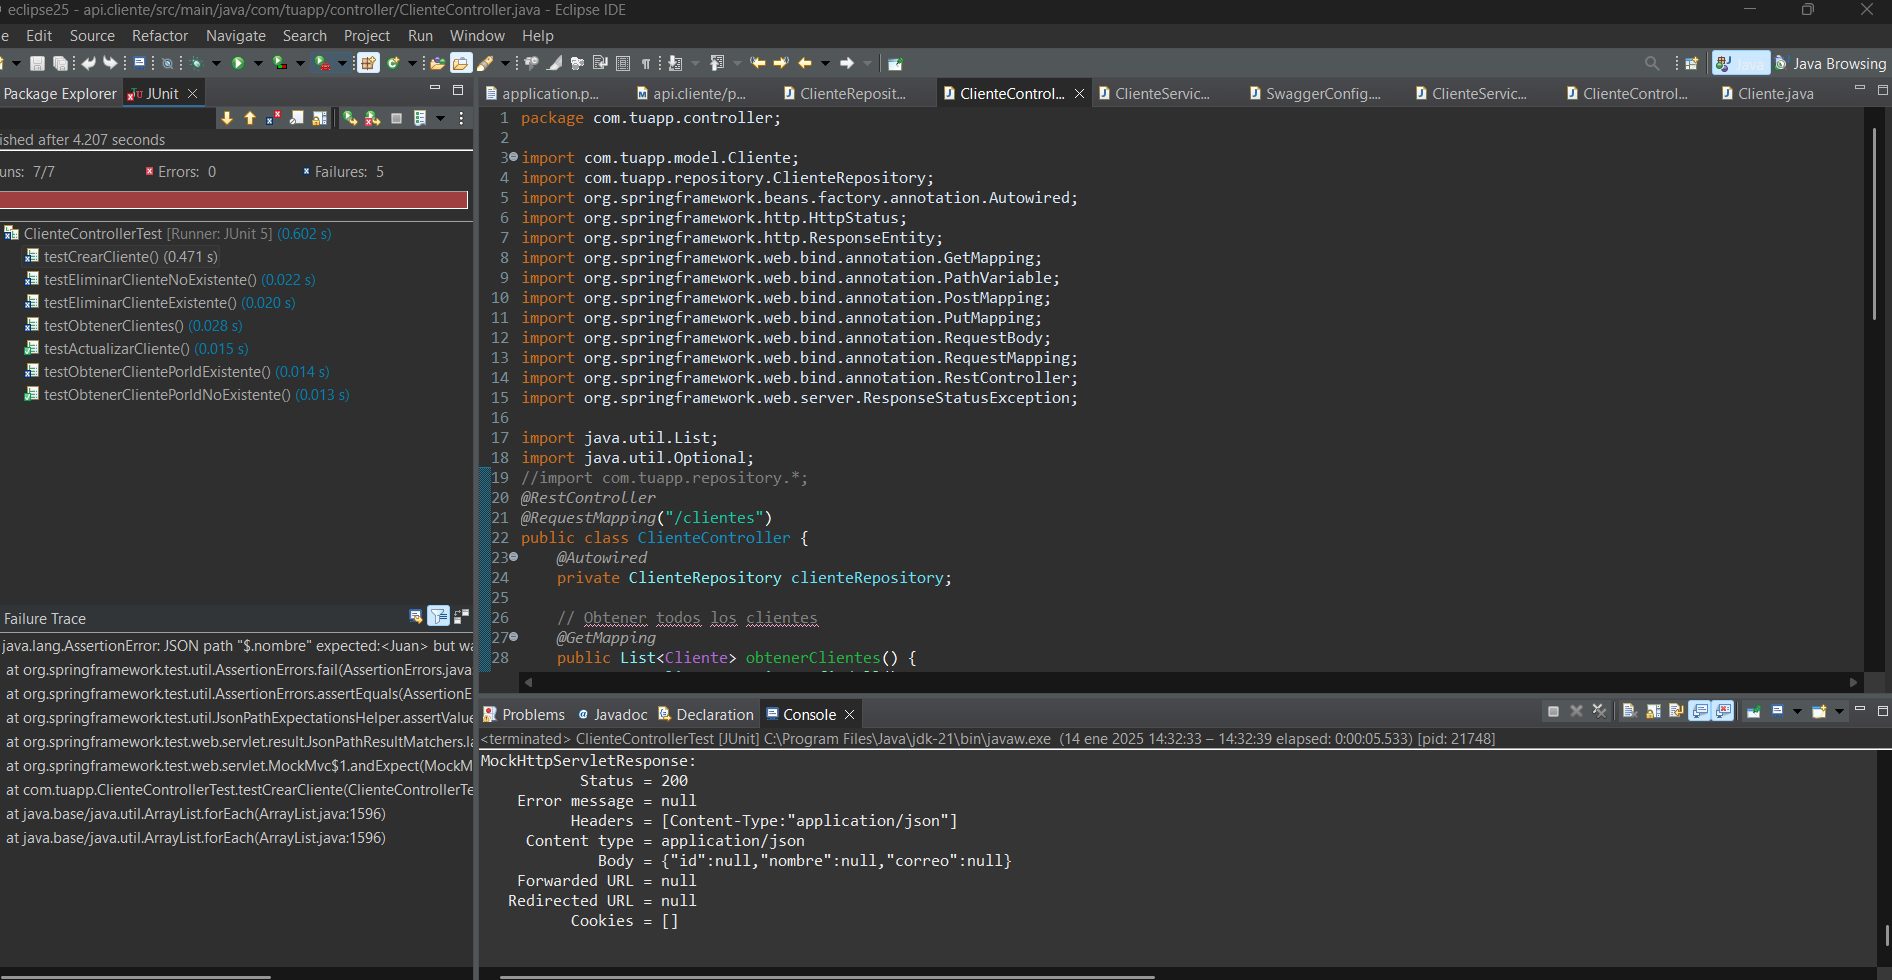 eclipse25 - api.cliente/src/main/java/com/tuapp/controller/ClienteController.java - Eclipse IDE
e Edit Source Refactor Navigate Search Project Run Window Help
Java Java Browsing
Package Explorer JUnit
ished after 4.207 seconds
uns: 7/7 Errors: 0 Failures: 5
ClienteControllerTest [Runner: JUnit 5] (0.602 s)
testCrearCliente() (0.471 s)
testEliminarClienteNoExistente() (0.022 s)
testEliminarClienteExistente() (0.020 s)
testObtenerClientes() (0.028 s)
testActualizarCliente() (0.015 s)
testObtenerClientePorIdExistente() (0.014 s)
testObtenerClientePorIdNoExistente() (0.013 s)
Failure Trace
java.lang.AssertionError: JSON path "$.nombre" expected:<Juan> but wa
at org.springframework.test.util.AssertionErrors.fail(AssertionErrors.java
at org.springframework.test.util.AssertionErrors.assertEquals(AssertionE
at org.springframework.test.util.JsonPathExpectationsHelper.assertValue
at org.springframework.test.web.servlet.result.JsonPathResultMatchers.la
at org.springframework.test.web.servlet.MockMvc$1.andExpect(MockM
at com.tuapp.ClienteControllerTest.testCrearCliente(ClienteControllerTe
at java.base/java.util.ArrayList.forEach(ArrayList.java:1596)
at java.base/java.util.ArrayList.forEach(ArrayList.java:1596)
application.p... api.cliente/p... ClienteReposit... ClienteControl... ClienteServic... SwaggerConfig.... ClienteServic... ClienteControl... Cliente.java
1 package com.tuapp.controller;
2
3 import com.tuapp.model.Cliente;
4 import com.tuapp.repository.ClienteRepository;
5 import org.springframework.beans.factory.annotation.Autowired;
6 import org.springframework.http.HttpStatus;
7 import org.springframework.http.ResponseEntity;
8 import org.springframework.web.bind.annotation.GetMapping;
9 import org.springframework.web.bind.annotation.PathVariable;
10 import org.springframework.web.bind.annotation.PostMapping;
11 import org.springframework.web.bind.annotation.PutMapping;
12 import org.springframework.web.bind.annotation.RequestBody;
13 import org.springframework.web.bind.annotation.RequestMapping;
14 import org.springframework.web.bind.annotation.RestController;
15 import org.springframework.web.server.ResponseStatusException;
16
17 import java.util.List;
18 import java.util.Optional;
19 //import com.tuapp.repository.*;
20 @RestController
21 @RequestMapping("/clientes")
22 public class ClienteController {
23 @Autowired
24 private ClienteRepository clienteRepository;
25
26 // Obtener todos los clientes
27 @GetMapping
28 public List<Cliente> obtenerClientes() {
Problems Javadoc Declaration Console
<terminated> ClienteControllerTest [JUnit] C:\Program Files\Java\jdk-21\bin\javaw.exe (14 ene 2025 14:32:33 – 14:32:39 elapsed: 0:00:05.533) [pid: 21748]
MockHttpServletResponse:
Status = 200
Error message = null
Headers = [Content-Type:"application/json"]
Content type = application/json
Body = {"id":null,"nombre":null,"correo":null}
Forwarded URL = null
Redirected URL = null
Cookies = []